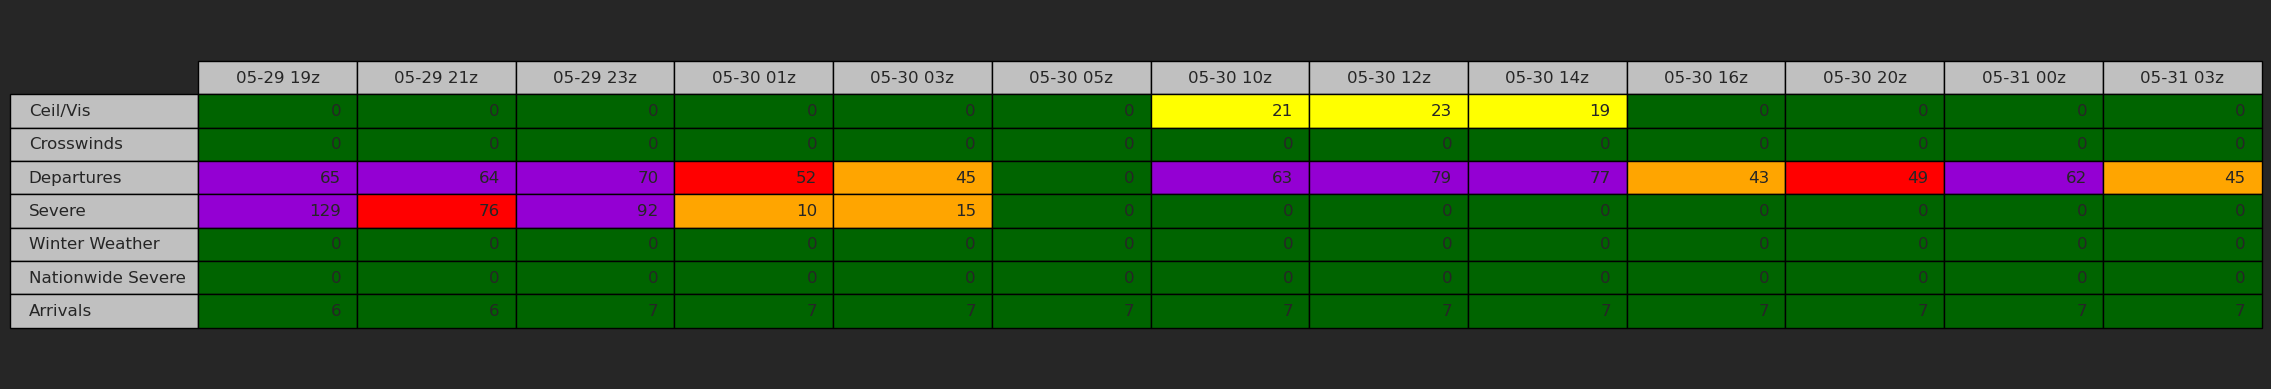 05-29 19z 05-29 21z 05-29 23z 05-30 01z 05-30 03z 05-30 05z 05-30 10z 05-30 12z 05-30 14z 05-30 16z 05-30 20z 05-31 00z 05-31 03z
Ceil/Vis 0 0 0 0 0 0 21 23 19 0 0 0 0
Crosswinds 0 0 0 0 0 0 0 0 0 0 0 0 0
Departures 65 64 70 52 45 0 63 79 77 43 49 62 45
Severe 129 76 92 10 15 0 0 0 0 0 0 0 0
Winter Weather 0 0 0 0 0 0 0 0 0 0 0 0 0
Nationwide Severe 0 0 0 0 0 0 0 0 0 0 0 0 0
Arrivals 6 6 7 7 7 7 7 7 7 7 7 7 7